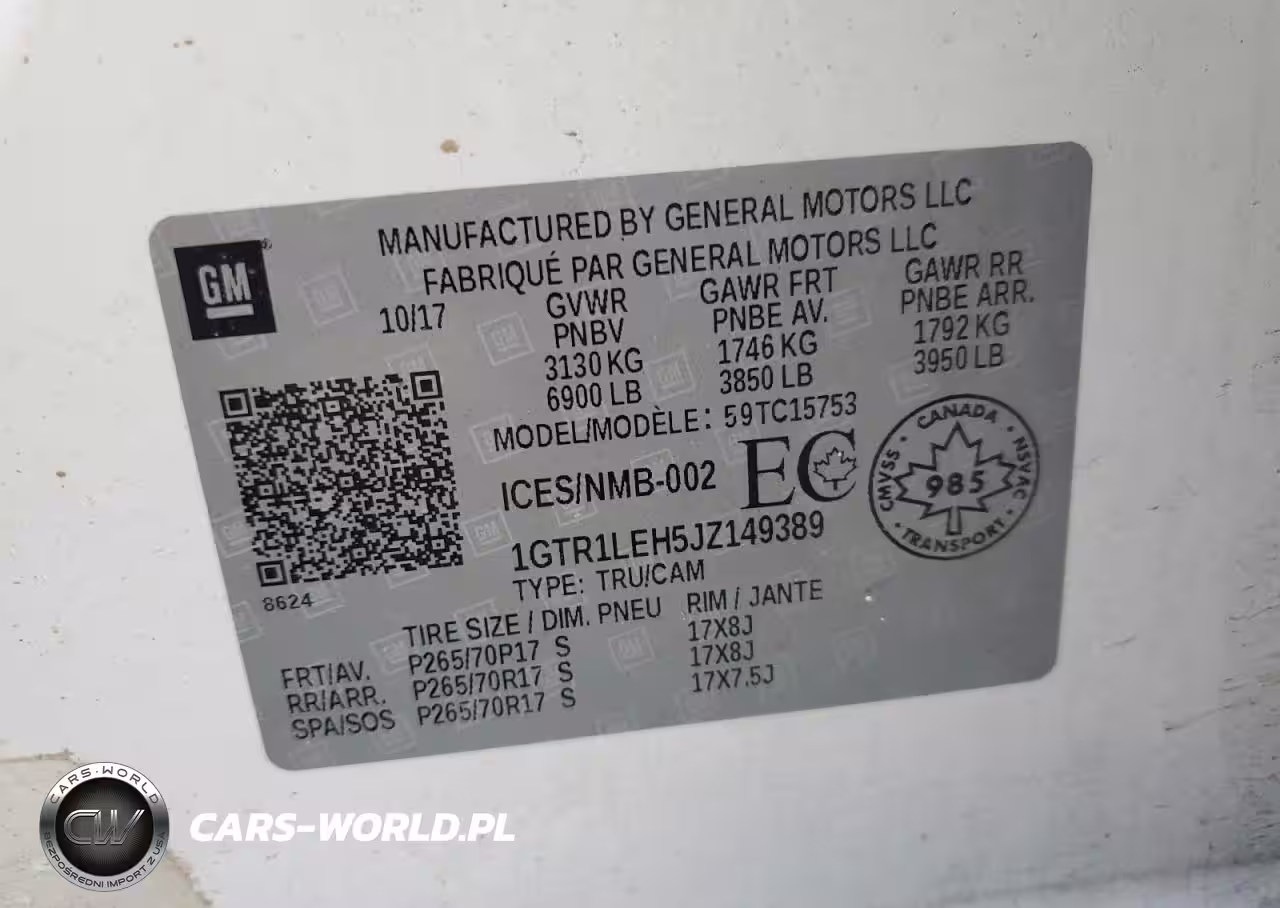 MANUFACTURED BY GENERAL MOTORS LLC
FABRIQUÉ PAR GENERAL MOTORS LLC
GM
®
10/17
GVWR
PNBV
3130 KG
6900 LB
GAWR FRT
PNBE AV.
1746 KG
3850 LB
GAWR RR
PNBE ARR.
1792 KG
3950 LB
MODEL/MODÈLE: 59TC15753
ICES/NMB-002
EC
CANADA
CMVSS
NSVAC
985
TRANSPORT
1GTR1LEH5JZ149389
TYPE: TRU/CAM
8624
TIRE SIZE / DIM. PNEU RIM / JANTE
FRT/AV. P265/70R17 S 17X8J
RR/ARR. P265/70R17 S 17X8J
SPA/SOS P265/70R17 S 17X7.5J
CARS-WORLD
CW
BEZPOŚREDNI IMPORT Z USA
CARS-WORLD.PL